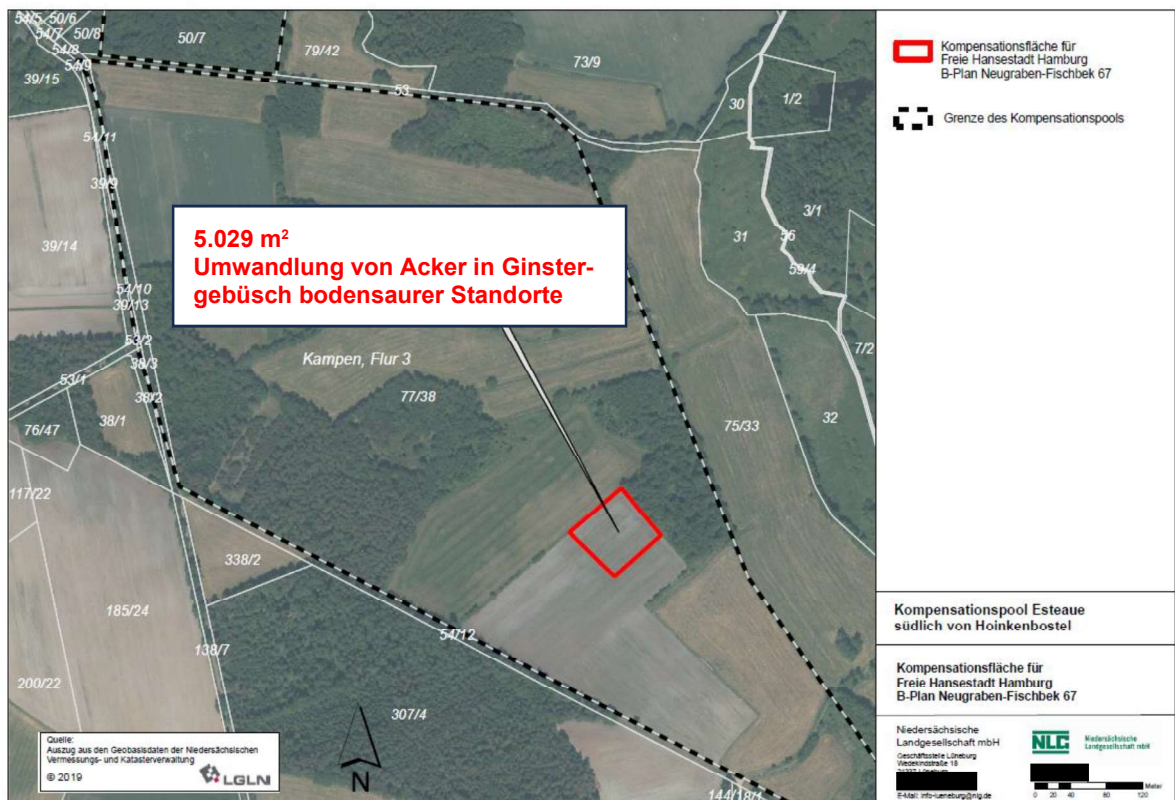 54/5
50/6
54/7
50/8
50/7
54/8
54/9
79/42
73/9
39/15
53
30
1/2
54/11
39/9
3/1
39/14
31
56
59/4
5.029 m²
Umwandlung von Acker in Ginster-
gebüsch bodensaurer Standorte
54/10
39/13
53/2
38/3
53/1
38/2
38/1
76/47
Kampen, Flur 3
77/38
75/33
7/2
32
117/22
338/2
185/24
138/7
54/12
200/22
307/4
144/18/1
N
Quelle:
Auszug aus den Geobasisdaten der Niedersächsischen
Vermessungs- und Katasterverwaltung
© 2019
LGLN
Kompensationsfläche für
Freie Hansestadt Hamburg
B-Plan Neugraben-Fischbek 67
Grenze des Kompensationspools
Kompensationspool Esteaue
südlich von Hoinkenbostel
Kompensationsfläche für
Freie Hansestadt Hamburg
B-Plan Neugraben-Fischbek 67
Niedersächsische
Landgesellschaft mbH
Geschäftsstelle Lüneburg
Wedekindstraße 18
E-Mail: info-lueneburg@nlg.de
NLG
Niedersächsische
Landgesellschaft mbH
Meter
0 20 40 80 120